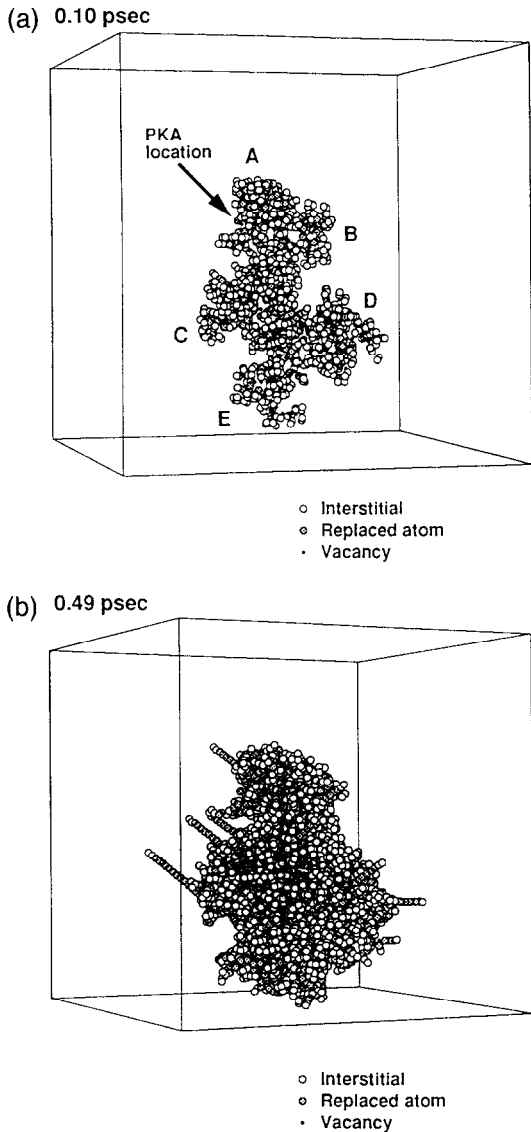 (a) 0.10 psec
PKA
location
A
B
D
C
E
○ Interstitial
Replaced atom
· Vacancy
(b) 0.49 psec
○ Interstitial
Replaced atom
· Vacancy